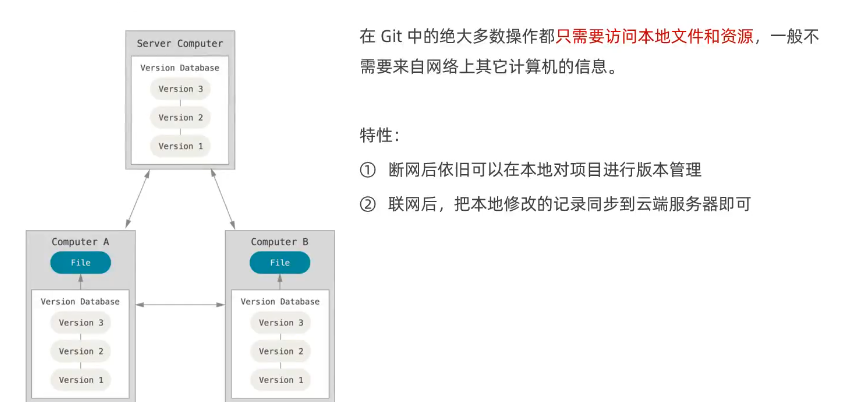 Server Computer
Version Database
Version 3
Version 2
Version 1
Computer A
File
Version Database
Version 3
Version 2
Version 1
Computer B
File
Version Database
Version 3
Version 2
Version 1
在 Git 中的绝大多数操作都只需要访问本地文件和资源，一般不
需要来自网络上其它计算机的信息。
特性：
① 断网后依旧可以在本地对项目进行版本管理
② 联网后，把本地修改的记录同步到云端服务器即可